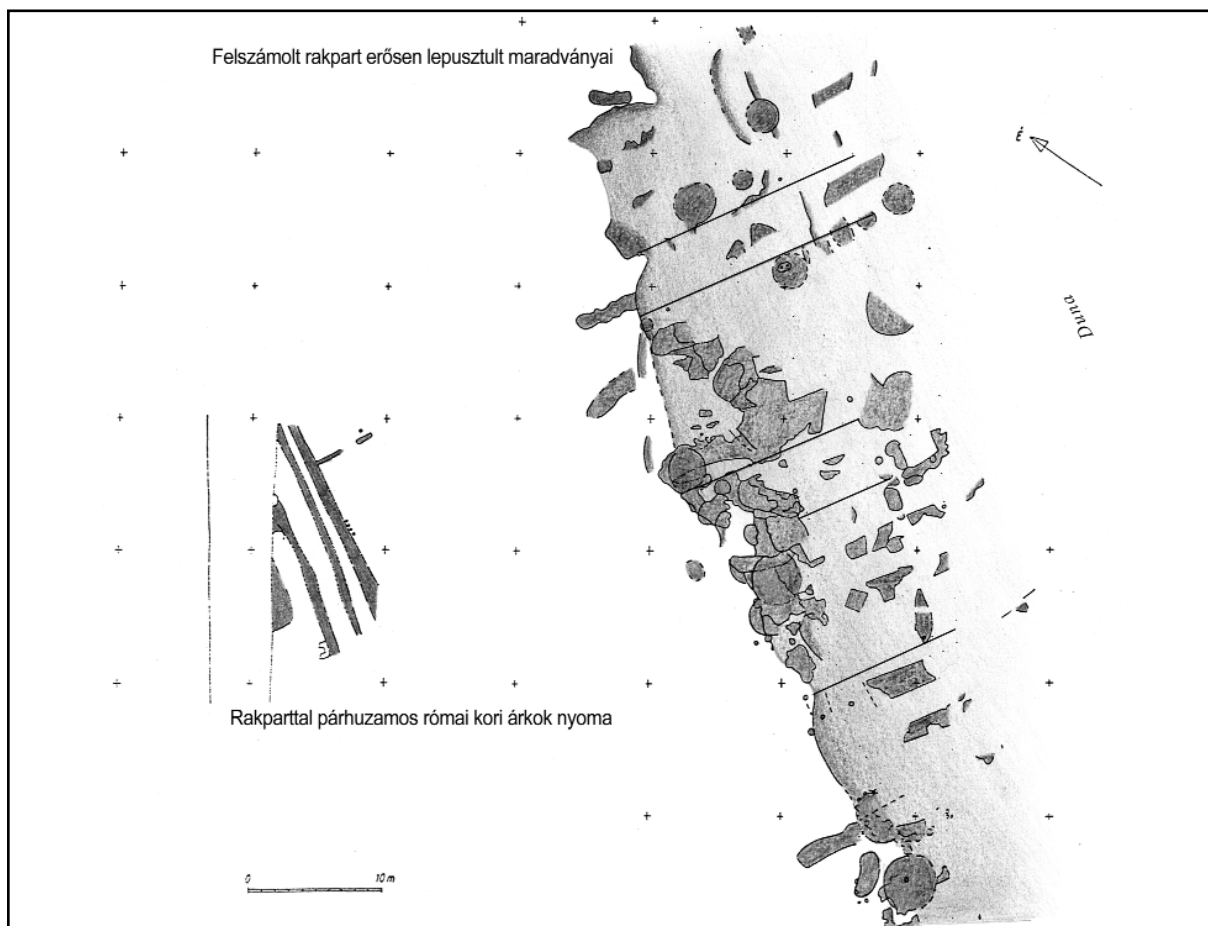 Felszámolt rakpart erősen lepusztult maradványai
É
Duna
Rakparttal párhuzamos római kori árkok nyoma
0 10 m